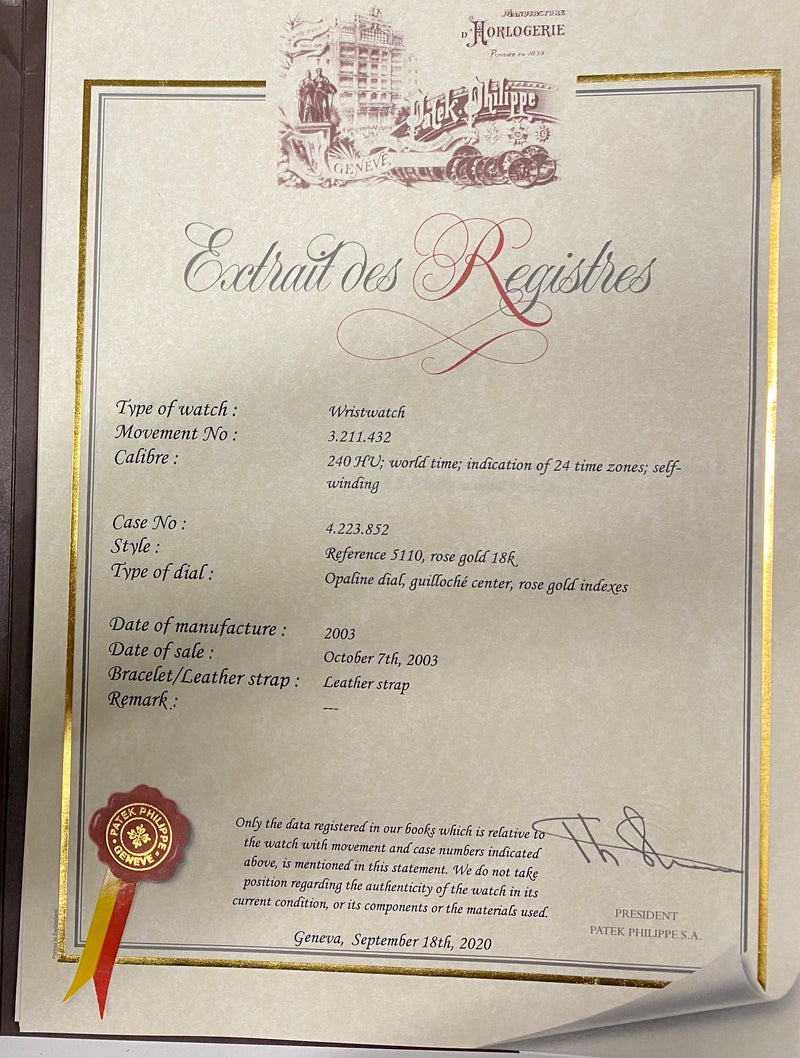 MANUFACTURE
D'HORLOGERIE
FONDÉE EN 1839
GRAND PRIX
Patek Philippe
GENÈVE
Extrait des Registres
Type of watch : Wristwatch
Movement No : 3.211.432
Calibre : 240 HU; world time; indication of 24 time zones; self-
winding
Case No : 4.223.852
Style : Reference 5110, rose gold 18k
Type of dial : Opaline dial, guilloché center, rose gold indexes
Date of manufacture : 2003
Date of sale : October 7th, 2003
Bracelet/Leather strap : Leather strap
Remark : ---
PATEK PHILIPPE
GENEVE
Only the data registered in our books which is relative to
the watch with movement and case numbers indicated
above, is mentioned in this statement. We do not take
position regarding the authenticity of the watch in its
current condition, or its components or the materials used.
Geneva, September 18th, 2020
PRESIDENT
PATEK PHILIPPE S.A.